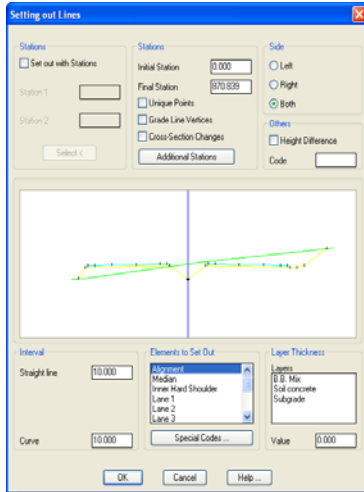 Setting out Lines
Stations
Set out with Stations
Station 1
Station 2
Select <
Stations
Initial Station 0.000
Final Station 870.839
Unique Points
Grade Line Vertices
Cross-Section Changes
Additional Stations
Side
Left
Right
Both
Others
Height Difference
Code
Interval
Straight line 10.000
Curve 10.000
Elements to Set Out
Alignment
Median
Inner Hard Shoulder
Lane 1
Lane 2
Lane 3
Special Codes ...
Layer Thickness
Layers
B.B. Mix
Soil concrete
Subgrade
Value 0.000
OK
Cancel
Help ...